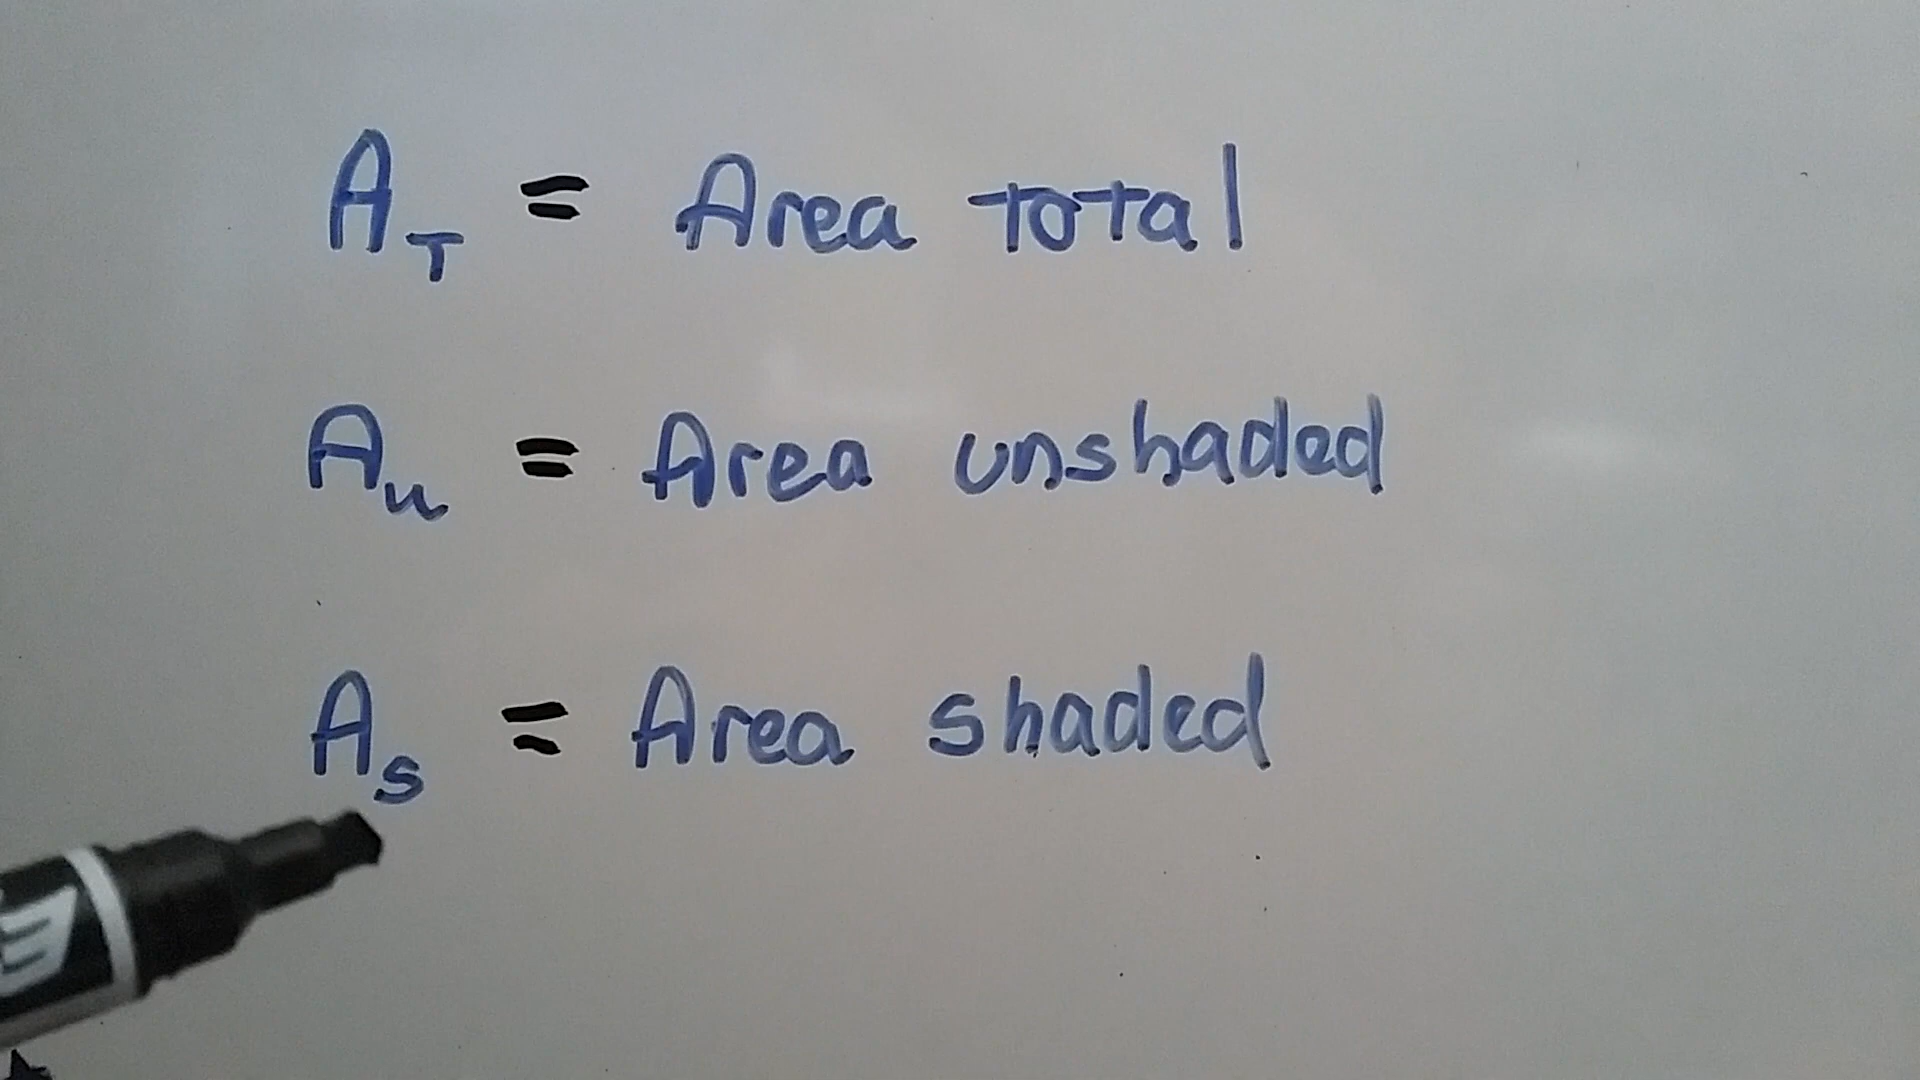 A_T = Area total
A_u = Area unshaded
A_s = Area shaded